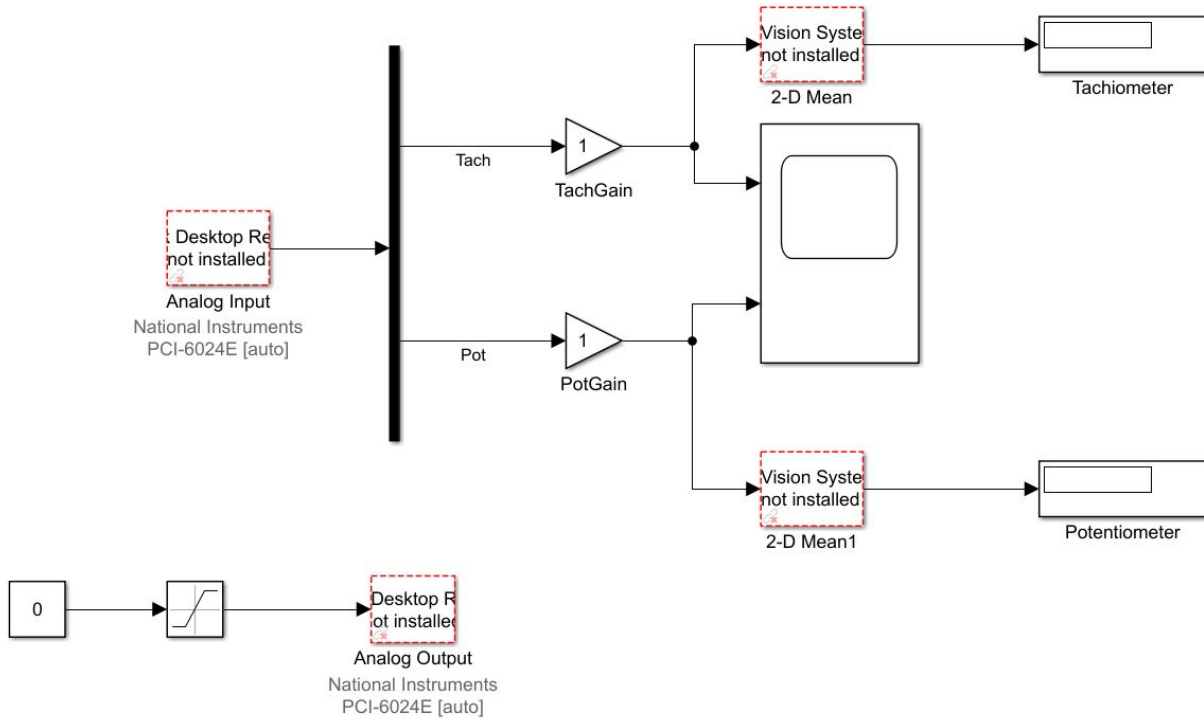 Vision Syste
not installed
2-D Mean
Tachiometer
Tach
1
TachGain
Desktop Re
not installed
Analog Input
National Instruments
PCI-6024E [auto]
Pot
1
PotGain
Vision Syste
not installed
2-D Mean1
Potentiometer
0
Desktop R
ot installed
Analog Output
National Instruments
PCI-6024E [auto]